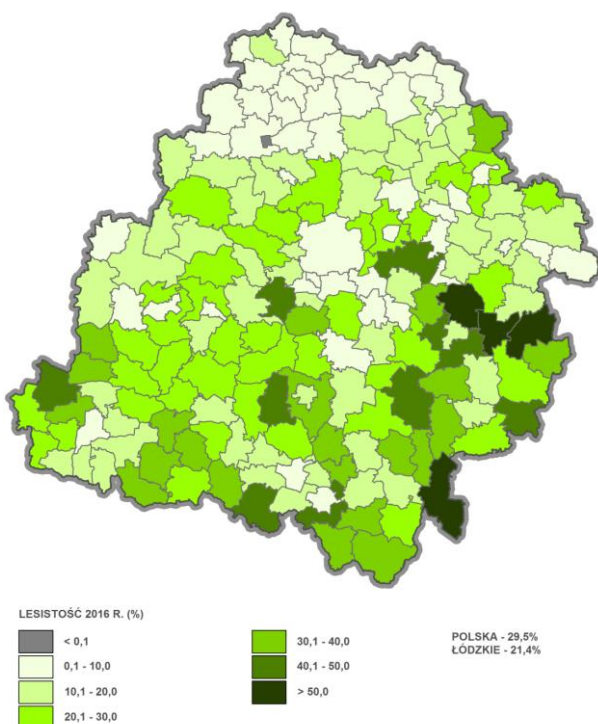 LESISTOŚĆ 2016 R. (%)
< 0,1
0,1 - 10,0
10,1 - 20,0
20,1 - 30,0
30,1 - 40,0
40,1 - 50,0
> 50,0
POLSKA - 29,5%
ŁÓDZKIE - 21,4%